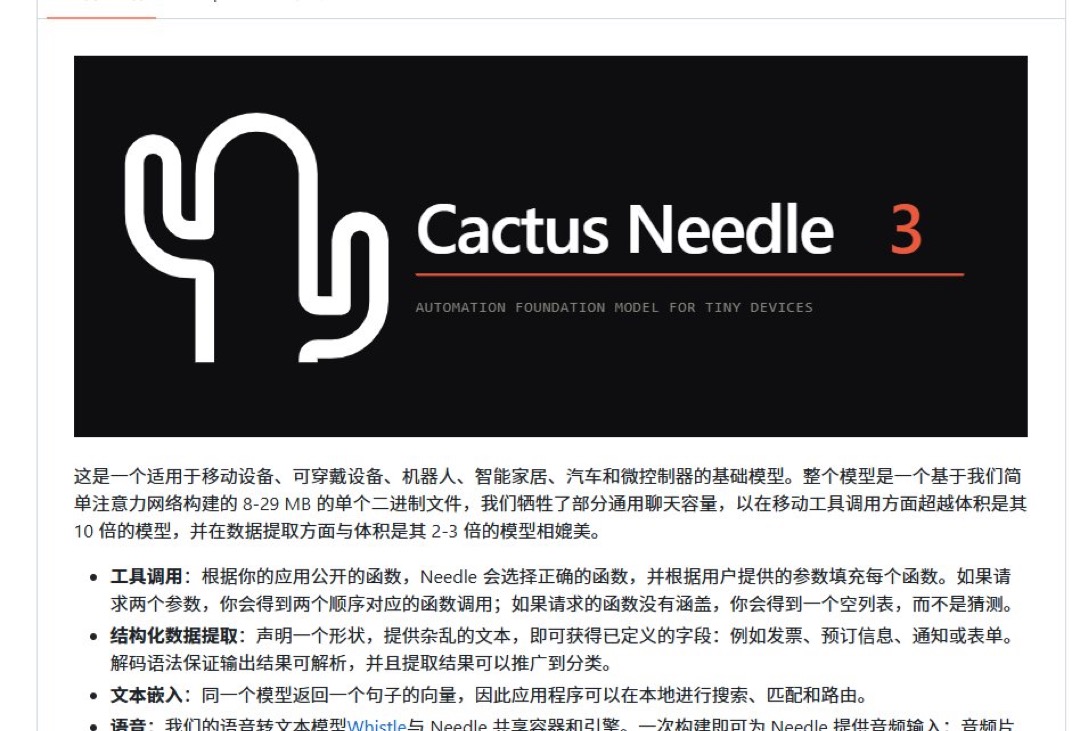 Cactus Needle 3
AUTOMATION FOUNDATION MODEL FOR TINY DEVICES
这是一个适用于移动设备、可穿戴设备、机器人、智能家居、汽车和微控制器的基础模型。整个模型是一个基于我们简
单注意力网络构建的 8-29 MB 的单个二进制文件，我们牺牲了部分通用聊天容量，以在移动工具调用方面超越体积是其
10 倍的模型，并在数据提取方面与体积是其 2-3 倍的模型相媲美。
• 工具调用：根据你的应用公开的函数，Needle 会选择正确的函数，并根据用户提供的参数填充每个函数。如果请
求两个参数，你会得到两个顺序对应的函数调用；如果请求的函数没有涵盖，你会得到一个空列表，而不是猜测。
• 结构化数据提取：声明一个形状，提供杂乱的文本，即可获得已定义的字段：例如发票、预订信息、通知或表单。
解码语法保证输出结果可解析，并且提取结果可以推广到分类。
• 文本嵌入：同一个模型返回一个句子的向量，因此应用程序可以在本地进行搜索、匹配和路由。
• 语音：我们的语音转文本模型Whistle与 Needle 共享容器和引擎。一次构建即可为 Needle 提供音频输入：音频片